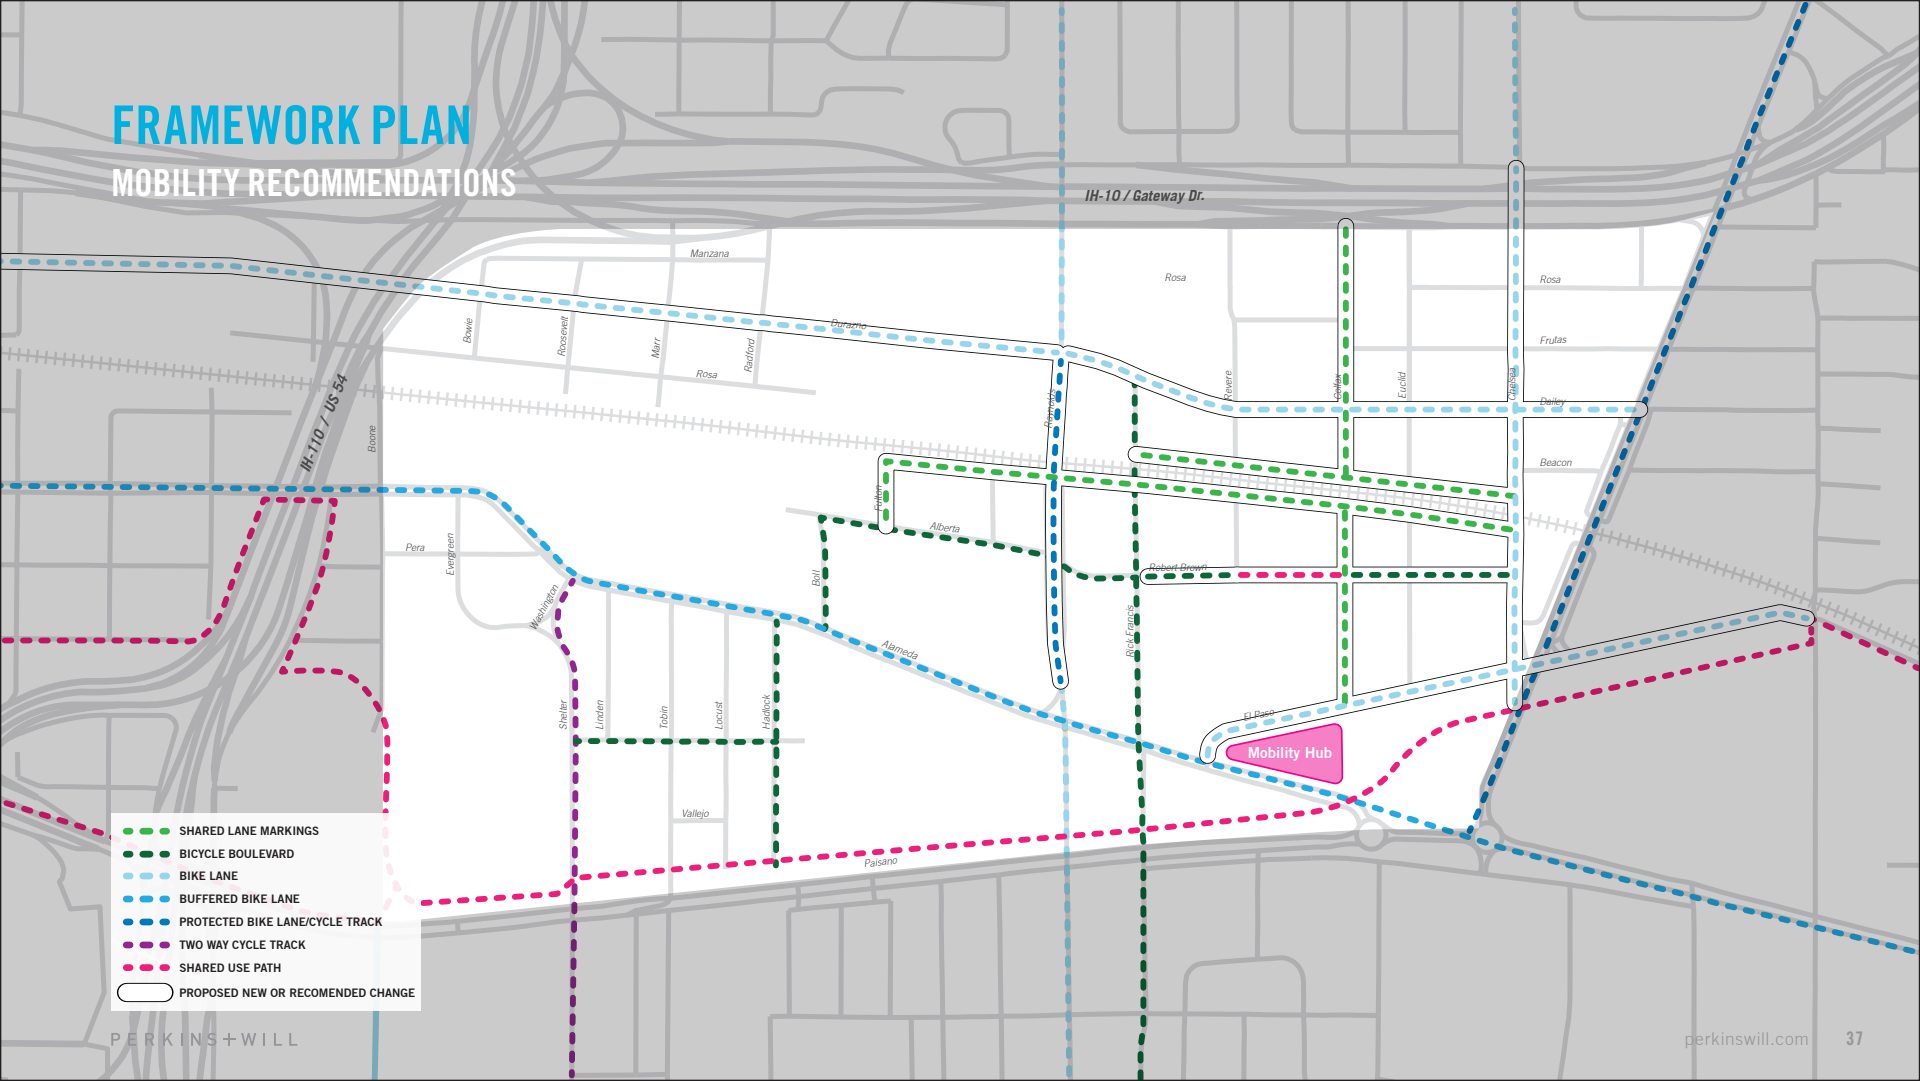 FRAMEWORK PLAN
MOBILITY RECOMMENDATIONS
IH-10 / Gateway Dr.
Manzana
Rosa
Rosa
Bowie
Roosevelt
Marr
Radford
Durazno
Frutas
Rosa
IH-110 / US 54
Boone
Reynolds
Revere
Colfax
Euclid
Chelsea
Dailey
Beacon
Fulton
Alberta
Pera
Evergreen
Washington
Boll
Robert Brown
Rick Francis
Alameda
Shelter
Linden
Tobin
Locust
Hadlock
El Paso
Mobility Hub
Vallejo
Paisano
SHARED LANE MARKINGS
BICYCLE BOULEVARD
BIKE LANE
BUFFERED BIKE LANE
PROTECTED BIKE LANE/CYCLE TRACK
TWO WAY CYCLE TRACK
SHARED USE PATH
PROPOSED NEW OR RECOMENDED CHANGE
PERKINS+WILL
perkinswill.com 37